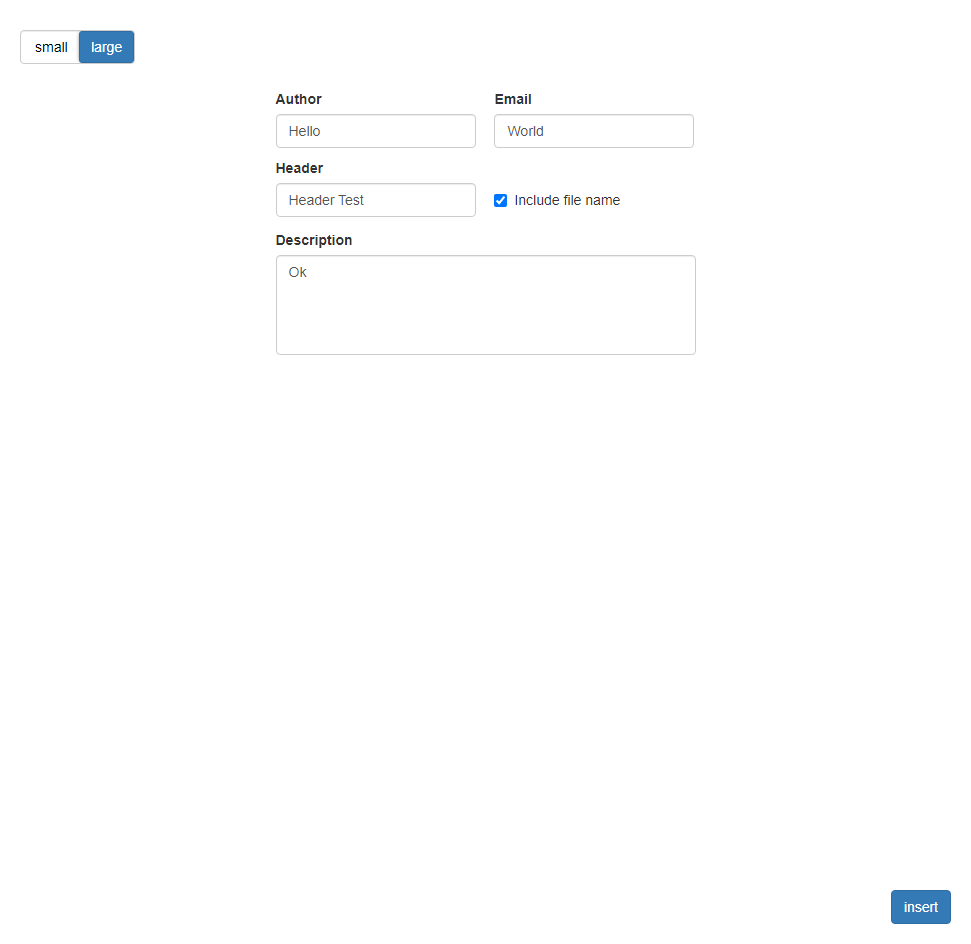 small large
Author Email
Hello World
Header
Header Test Include file name
Description
Ok
insert